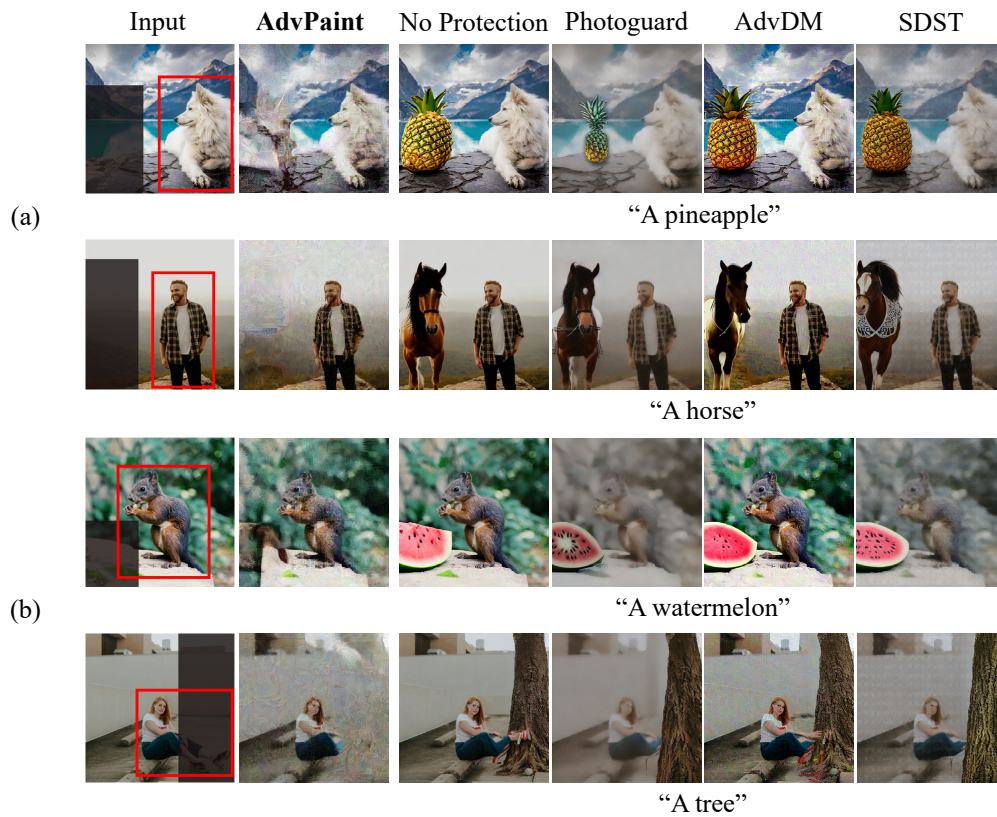 Input AdvPaint No Protection Photoguard AdvDM SDST
(a)
“A pineapple”
“A horse”
(b)
“A watermelon”
“A tree”